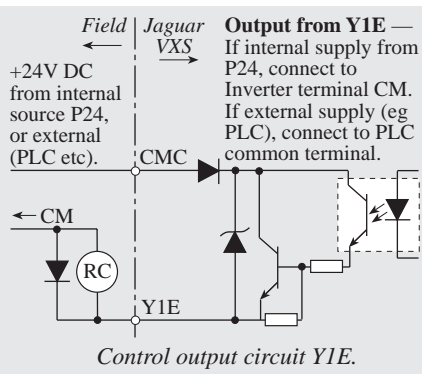 Field
Jaguar
VXS
Output from Y1E —
If internal supply from
P24, connect to
Inverter terminal CM.
If external supply (eg
PLC), connect to PLC
common terminal.
+24V DC
from internal
source P24,
or external
(PLC etc).
CMC
CM
RC
Y1E
Control output circuit Y1E.